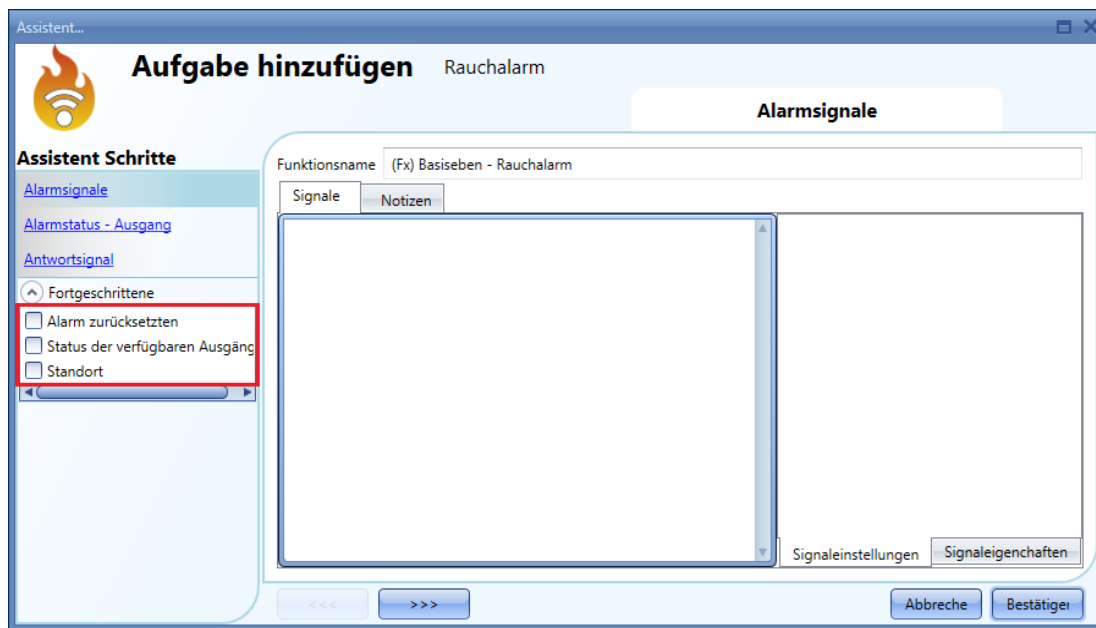 Assistent...
Aufgabe hinzufügen Rauchalarm
Alarmsignale
Assistent Schritte
Alarmsignale
Alarmstatus - Ausgang
Antwortsignal
Fortgeschrittene
Alarm zurücksetzten
Status der verfügbaren Ausgäng
Standort
Funktionsname (Fx) Basiseben - Rauchalarm
Signale Notizen
Signaleinstellungen Signaleigenchaften
<<< >>> Abbreche Bestätiger